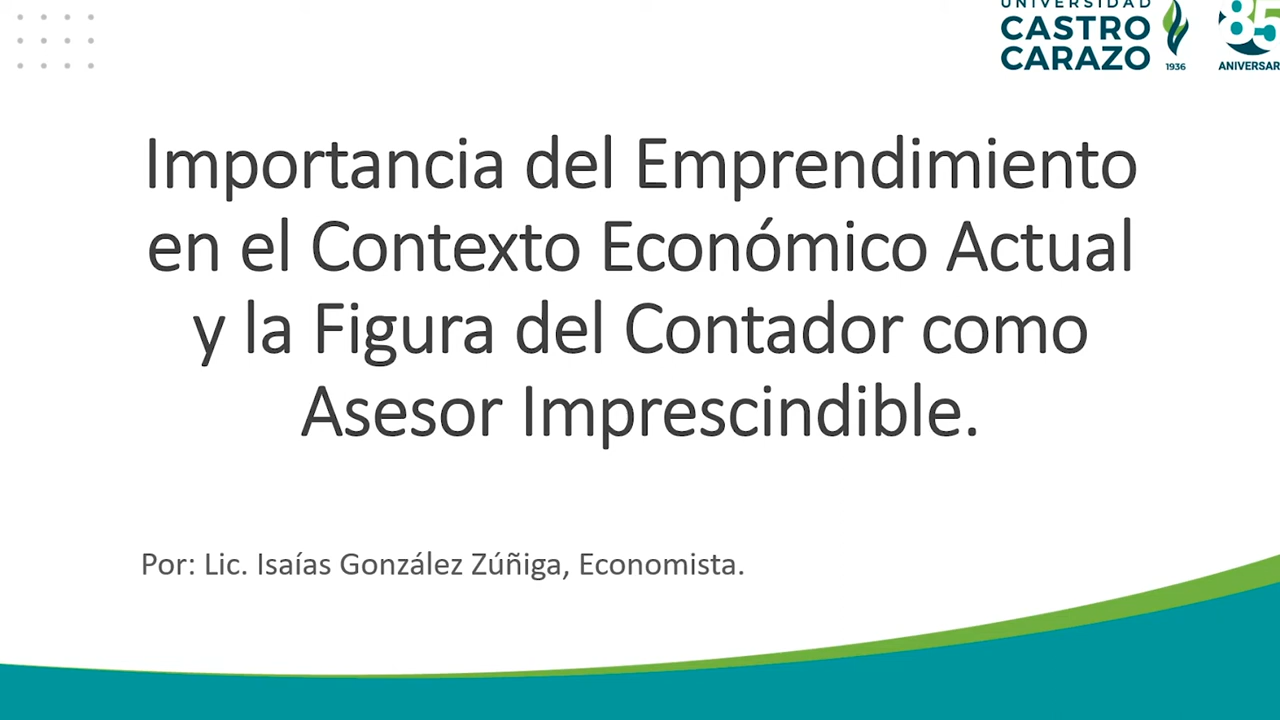 UNIVERSIDAD
CASTRO
CARAZO
1936
85
ANIVERSAR
Importancia del Emprendimiento
en el Contexto Económico Actual
y la Figura del Contador como
Asesor Imprescindible.
Por: Lic. Isaías González Zúñiga, Economista.